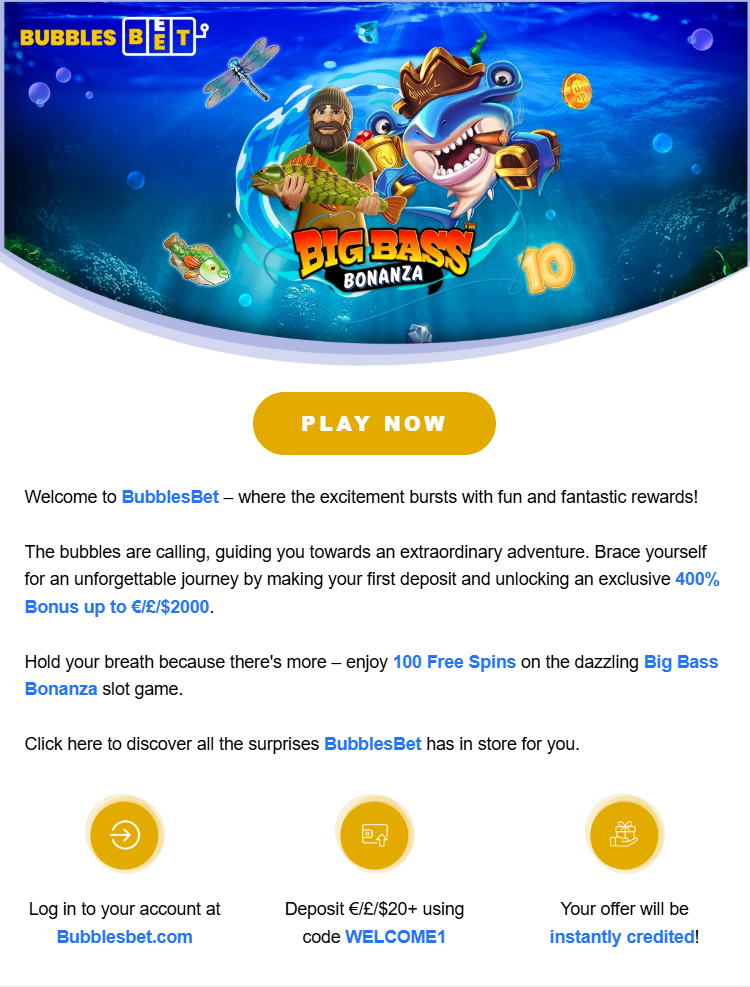 BUBBLES BET
BIG BASS™
BONANZA
10
PLAY NOW
Welcome to BubblesBet – where the excitement bursts with fun and fantastic rewards!
The bubbles are calling, guiding you towards an extraordinary adventure. Brace yourself
for an unforgettable journey by making your first deposit and unlocking an exclusive 400%
Bonus up to €/£/$2000.
Hold your breath because there's more – enjoy 100 Free Spins on the dazzling Big Bass
Bonanza slot game.
Click here to discover all the surprises BubblesBet has in store for you.
Log in to your account at
Bubblesbet.com
Deposit €/£/$20+ using
code WELCOME1
Your offer will be
instantly credited!